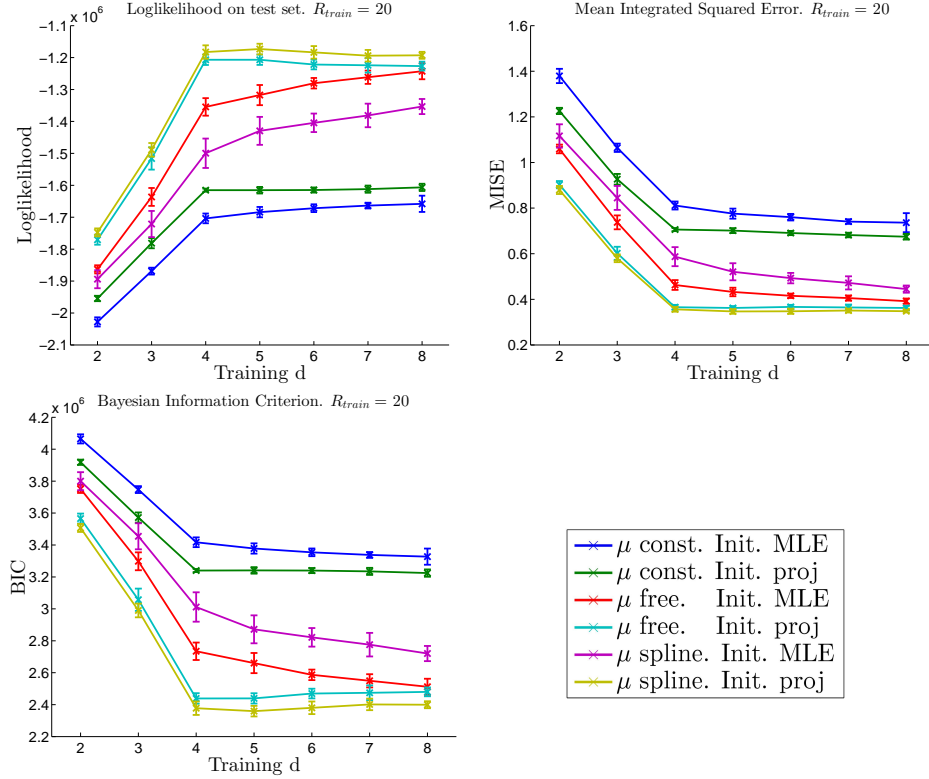 Loglikelihood on test set. R_train = 20
x 10^6
−1.1
−1.2
−1.3
−1.4
−1.5
−1.6
−1.7
−1.8
−1.9
−2
−2.1
Loglikelihood
2 3 4 5 6 7 8
Training d
Mean Integrated Squared Error. R_train = 20
1.6
1.4
1.2
1
0.8
0.6
0.4
0.2
MISE
2 3 4 5 6 7 8
Training d
Bayesian Information Criterion. R_train = 20
x 10^6
4.2
4
3.8
3.6
3.4
3.2
3
2.8
2.6
2.4
2.2
BIC
2 3 4 5 6 7 8
Training d
μ const. Init. MLE
μ const. Init. proj
μ free. Init. MLE
μ free. Init. proj
μ spline. Init. MLE
μ spline. Init. proj